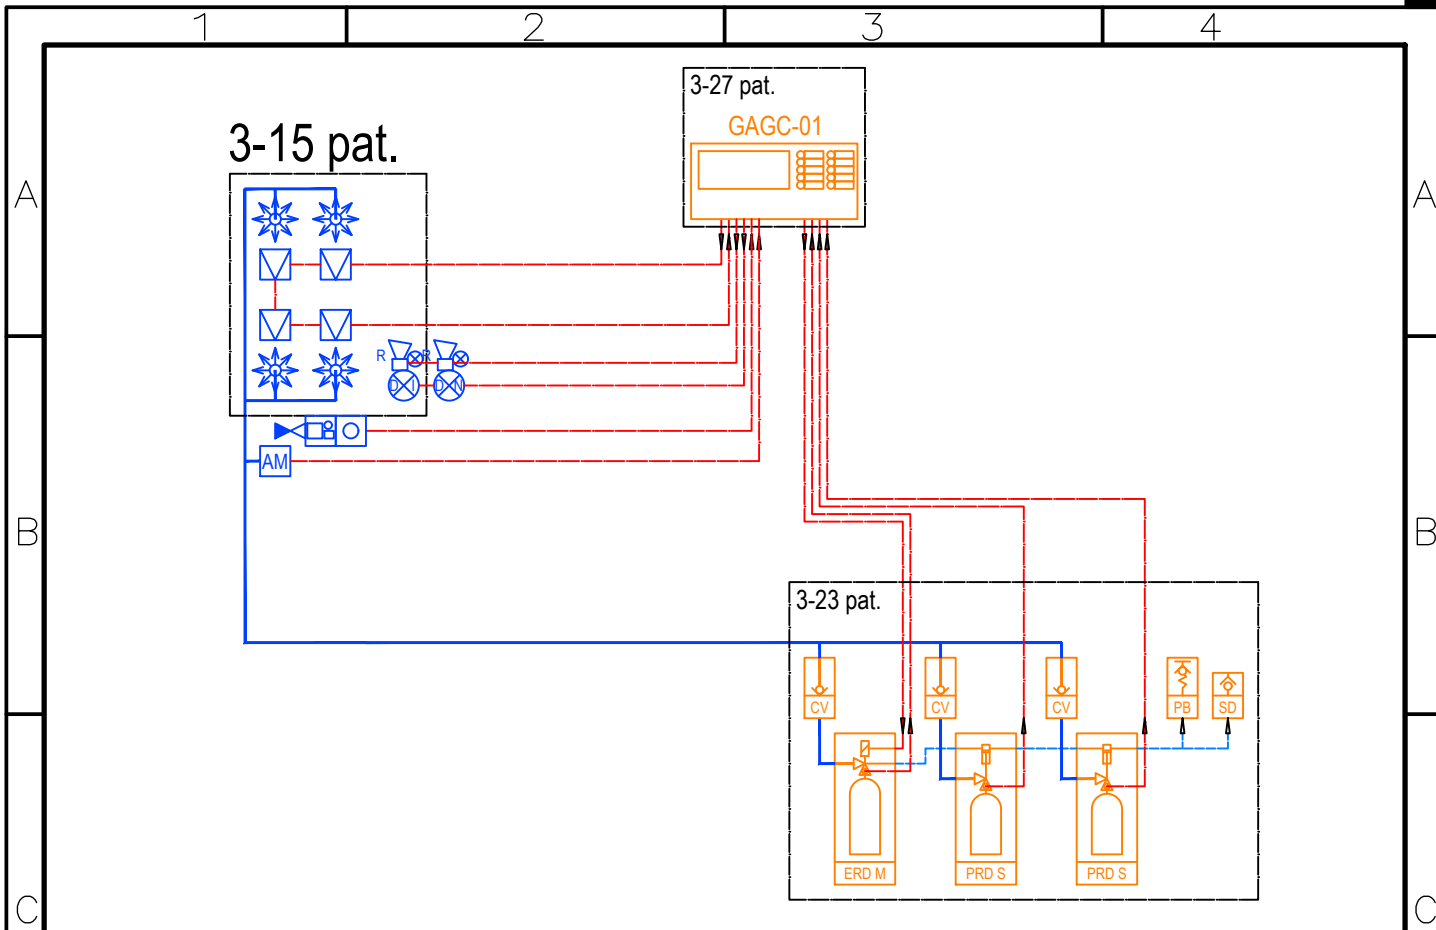 1 2 3 4
3-27 pat.
GAGC-01
3-15 pat.
A A
R R
D I D N
AM
B B
3-23 pat.
CV CV CV PB SD
ERD M PRD S PRD S
C C